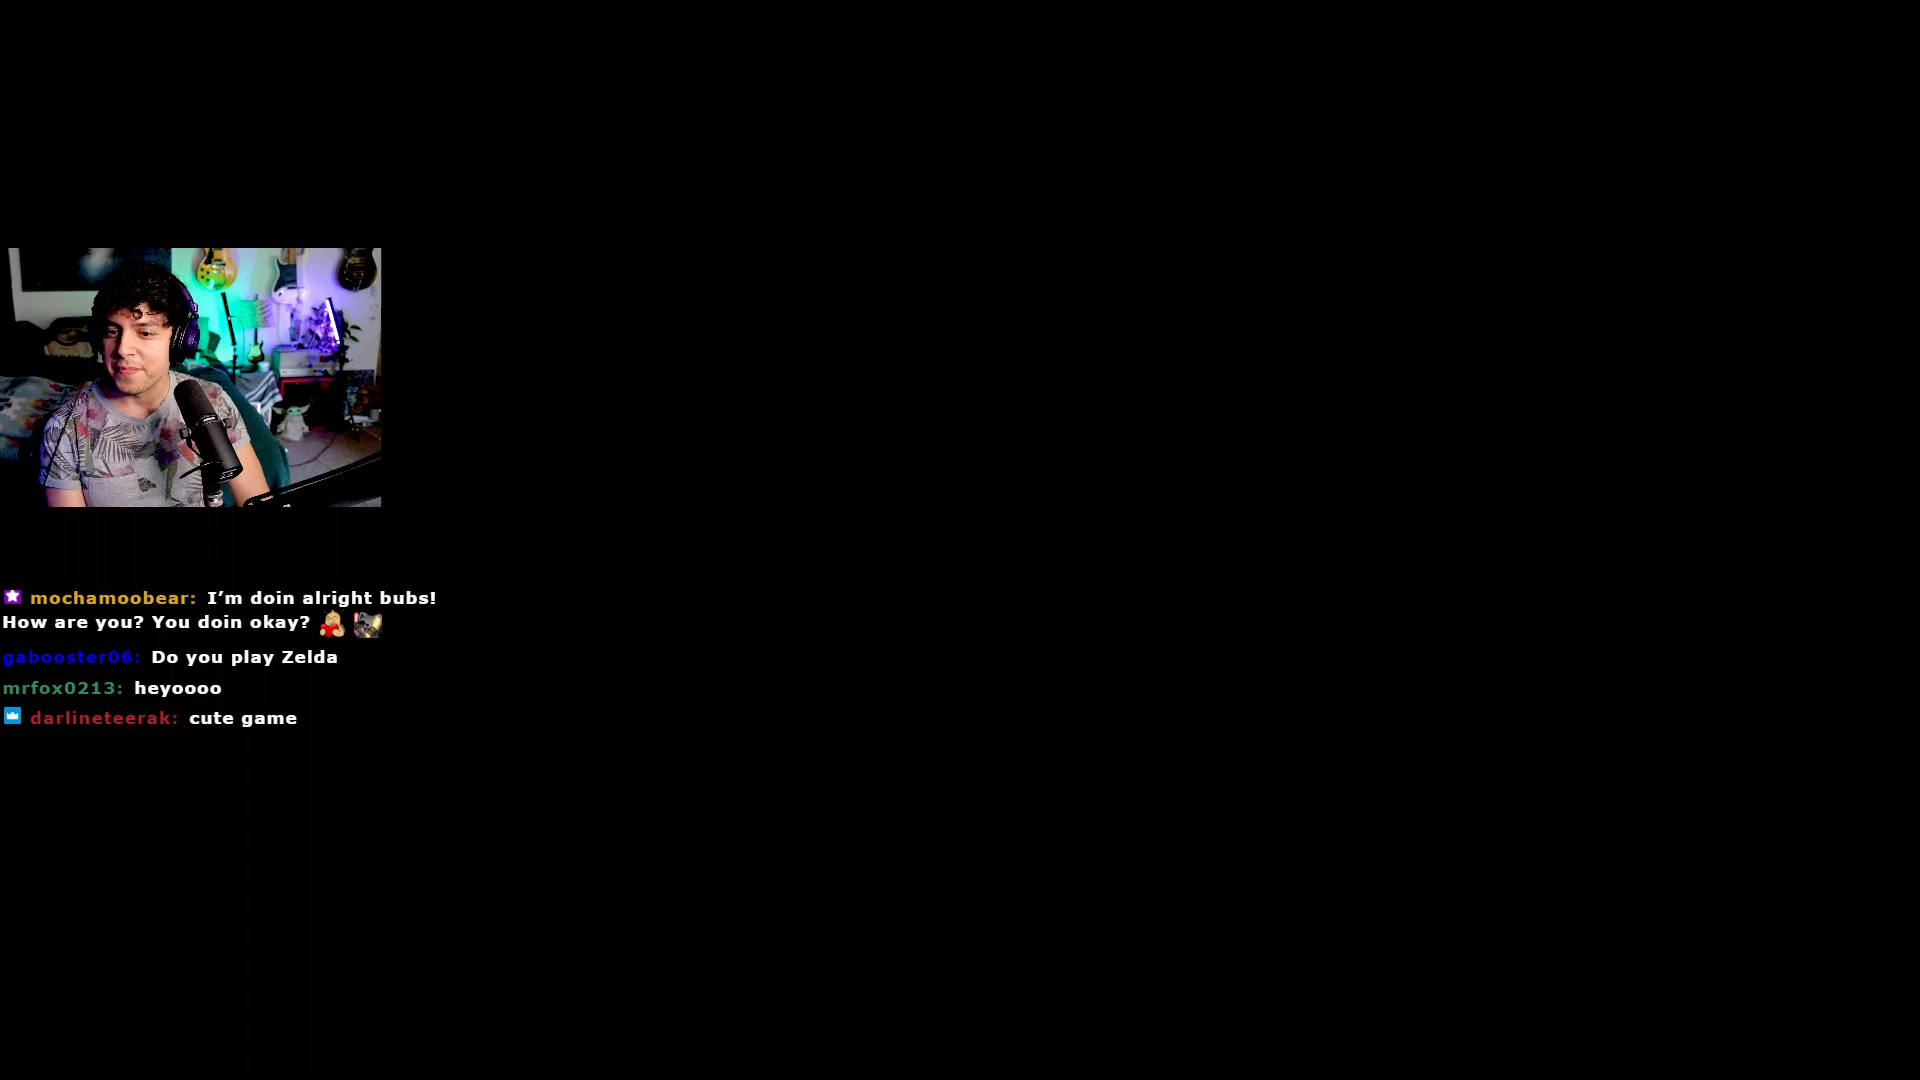 mochamoobear: I’m doin alright bubs!
How are you? You doin okay?
gabooster06: Do you play Zelda
mrfox0213: heyoooo
darlineteerak: cute game